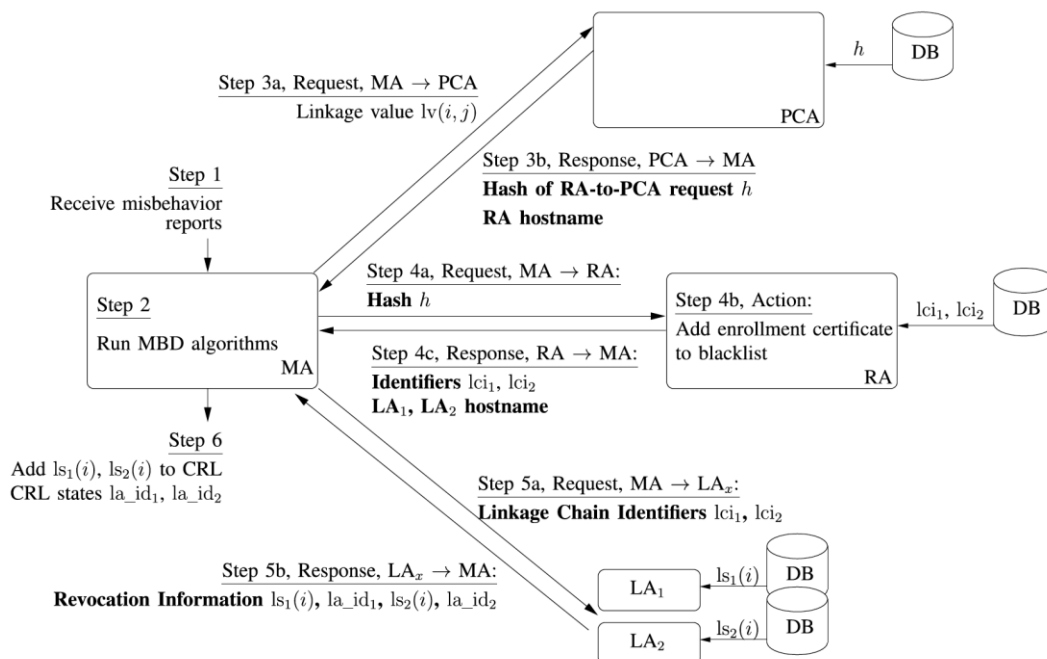 DB
h
Step 3a, Request, MA → PCA
Linkage value lv(i, j)
PCA
Step 3b, Response, PCA → MA
Hash of RA-to-PCA request h
RA hostname
Step 1
Receive misbehavior
reports
Step 4a, Request, MA → RA:
Hash h
Step 2
Run MBD algorithms
MA
Step 4b, Action:
Add enrollment certificate
to blacklist
RA
lci₁, lci₂
DB
Step 4c, Response, RA → MA:
Identifiers lci₁, lci₂
LA₁, LA₂ hostname
Step 6
Add ls₁(i), ls₂(i) to CRL
CRL states la_id₁, la_id₂
Step 5a, Request, MA → LAₓ:
Linkage Chain Identifiers lci₁, lci₂
Step 5b, Response, LAₓ → MA:
Revocation Information ls₁(i), la_id₁, ls₂(i), la_id₂
LA₁
ls₁(i)
DB
LA₂
ls₂(i)
DB